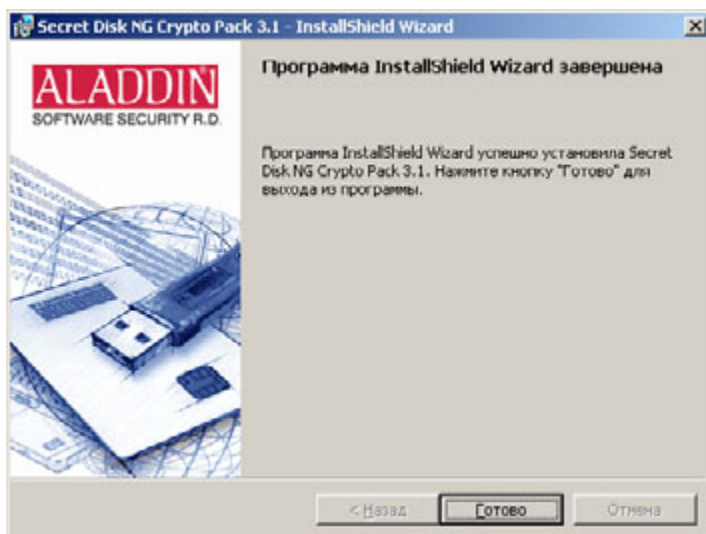 Secret Disk NG Crypto Pack 3.1 - InstallShield Wizard
ALADDIN
SOFTWARE SECURITY R.D.
Программа InstallShield Wizard завершена
Программа InstallShield Wizard успешно установила Secret
Disk NG Crypto Pack 3.1. Нажмите кнопку "Готово" для
выхода из программы.
< Назад
Готово
Отмена